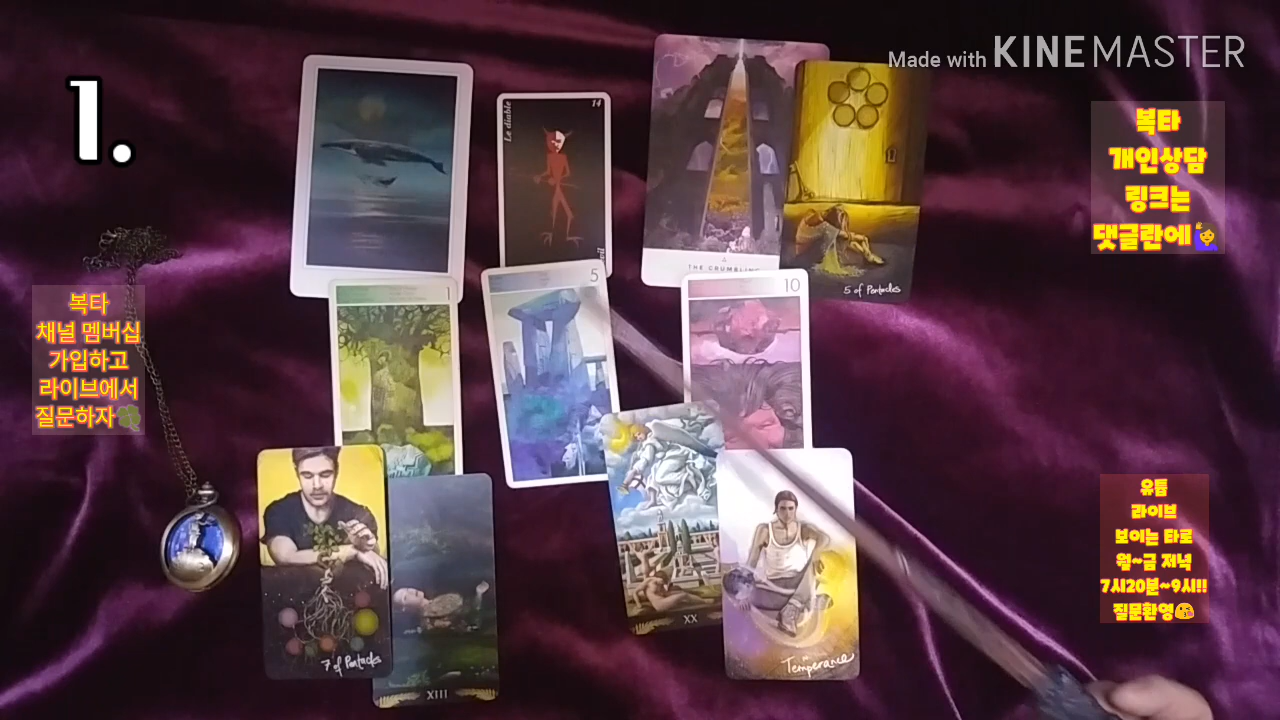 1.
Made with KINEMASTER
복타
개인상담
링크는
댓글란에🙋‍♀️
복타
채널 멤버십
가입하고
라이브에서
질문하자🍀
유튭
라이브
보이는 타로
월~금 저녁
7시20분~9시!!
질문환영😘
Le diable
14
THE CRUMBLING
5 of Pentacles
1
5
10
7 of Pentacles
XIII
XX
Temperance